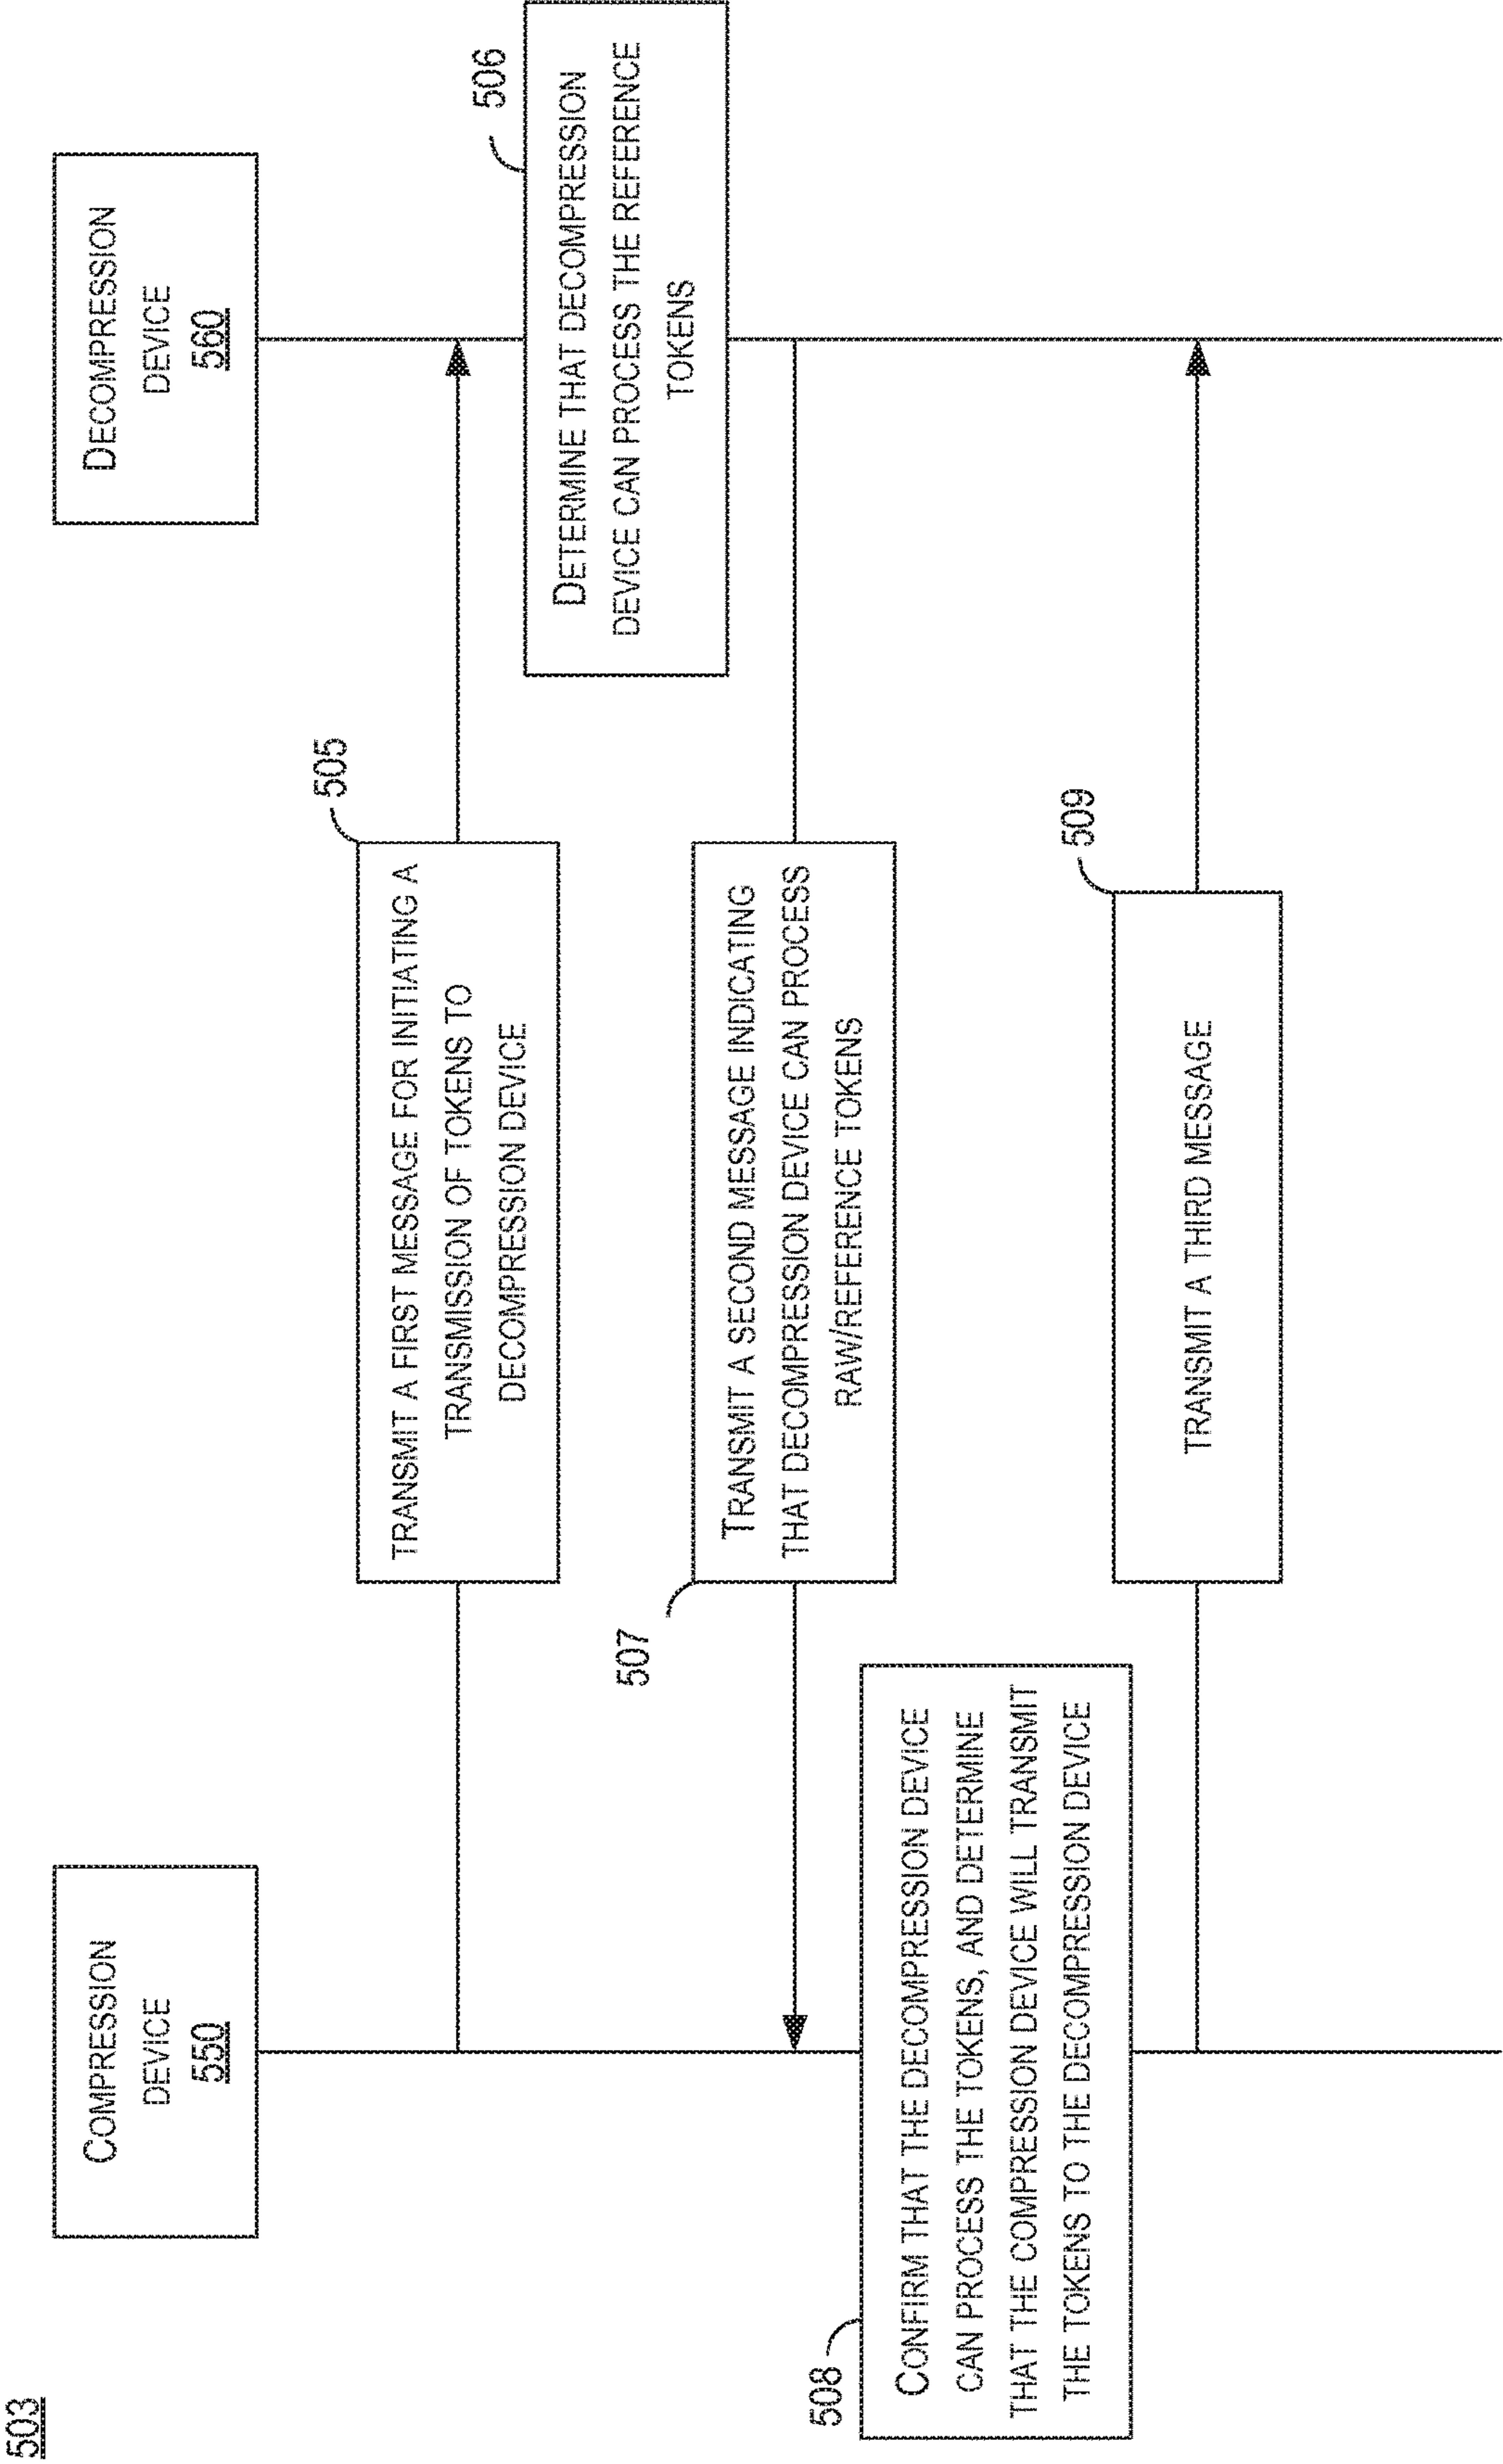 503
COMPRESSION
DEVICE
550
DECOMPRESSION
DEVICE
560
505
TRANSMIT A FIRST MESSAGE FOR INITIATING A
TRANSMISSION OF TOKENS TO
DECOMPRESSION DEVICE
506
DETERMINE THAT DECOMPRESSION
DEVICE CAN PROCESS THE REFERENCE
TOKENS
507
TRANSMIT A SECOND MESSAGE INDICATING
THAT DECOMPRESSION DEVICE CAN PROCESS
RAW/REFERENCE TOKENS
508
CONFIRM THAT THE DECOMPRESSION DEVICE
CAN PROCESS THE TOKENS, AND DETERMINE
THAT THE COMPRESSION DEVICE WILL TRANSMIT
THE TOKENS TO THE DECOMPRESSION DEVICE
509
TRANSMIT A THIRD MESSAGE